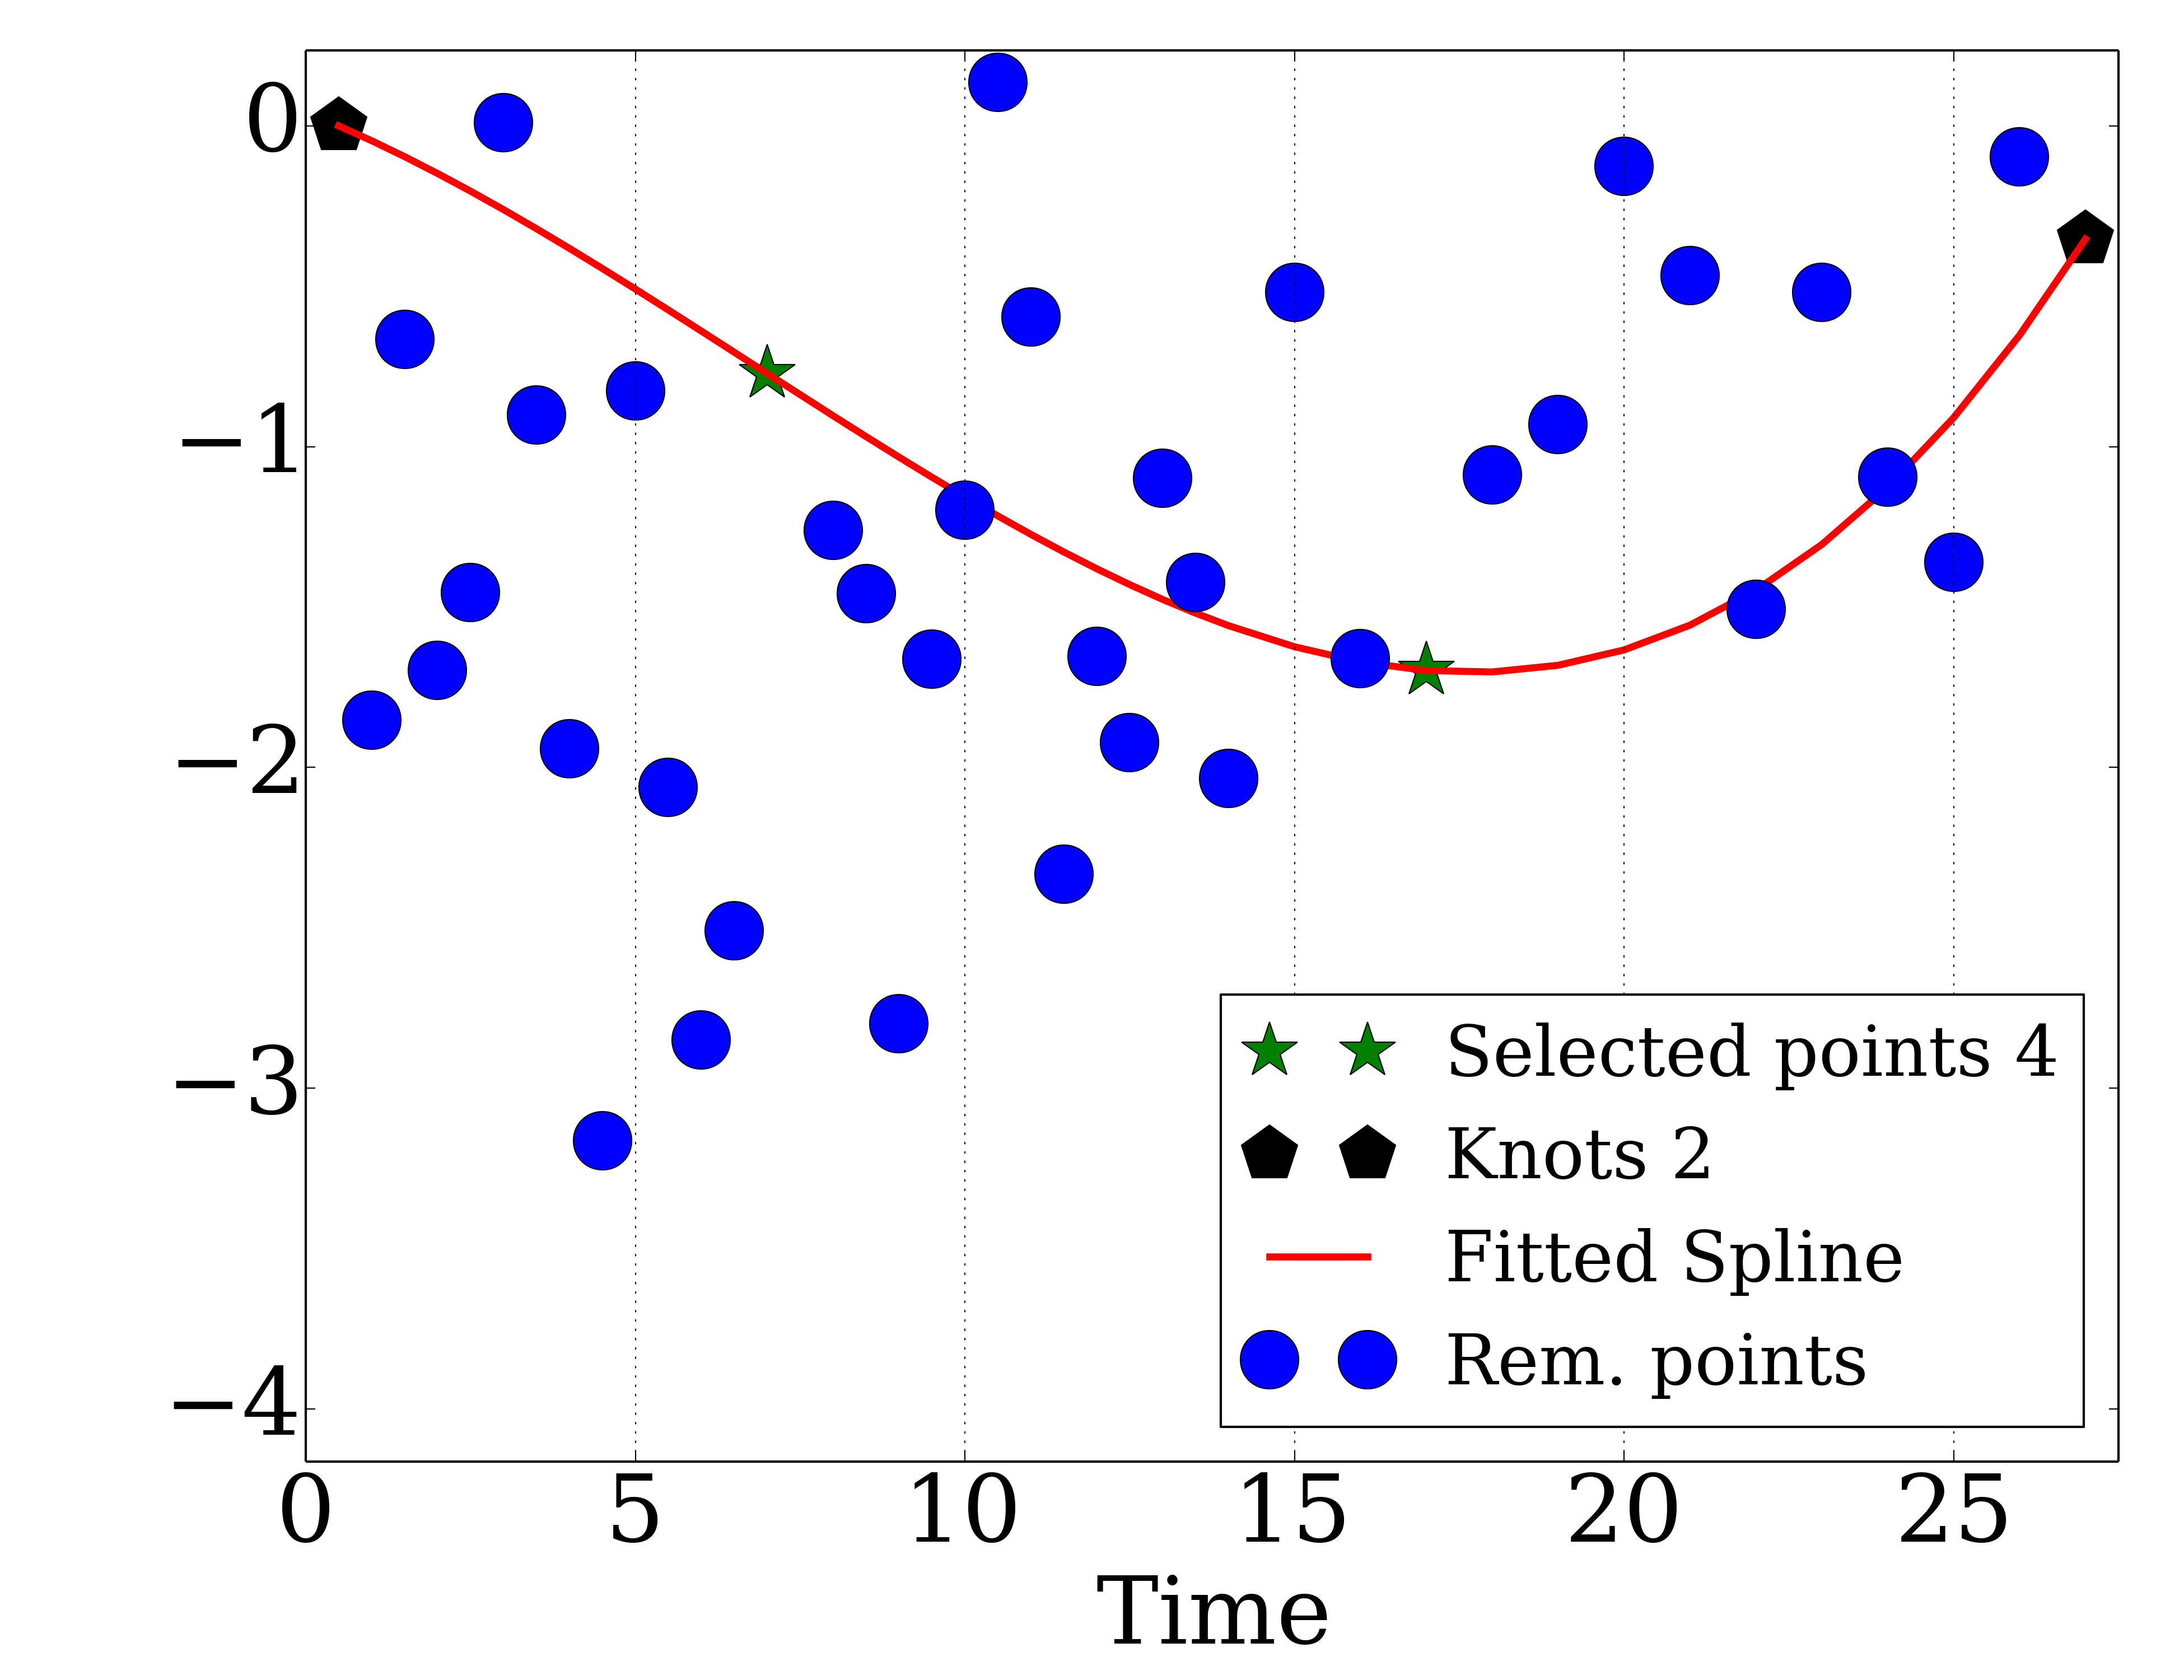 0
−1
−2
−3
−4
Selected points 4
Knots 2
Fitted Spline
Rem. points
0 5 10 15 20 25
Time